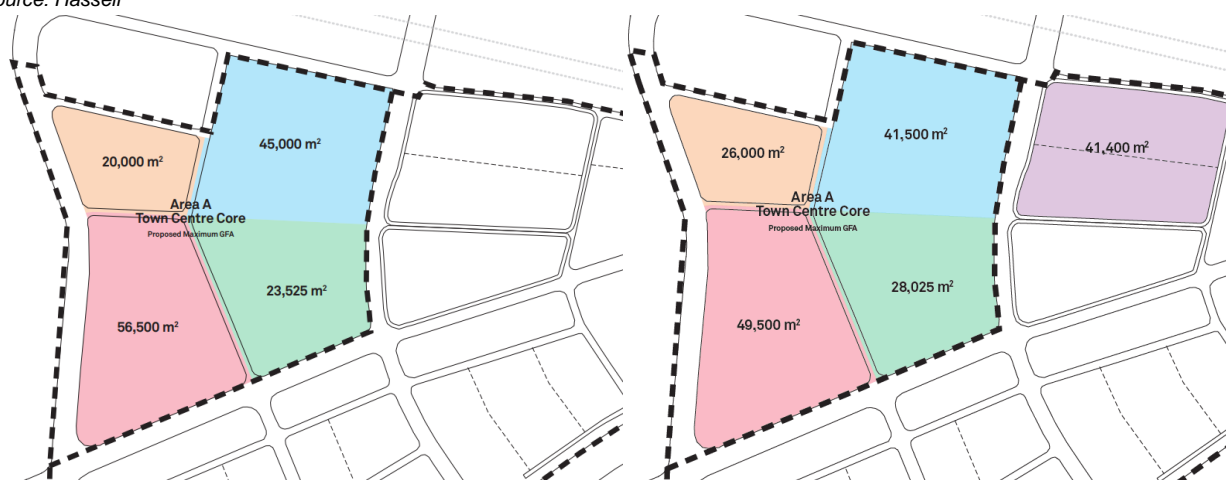 Source: Hassell
45,000 m²
20,000 m²
Area A
Town Centre Core
Proposed Maximum GFA
23,525 m²
56,500 m²
41,500 m²
41,400 m²
26,000 m²
Area A
Town Centre Core
Proposed Maximum GFA
28,025 m²
49,500 m²